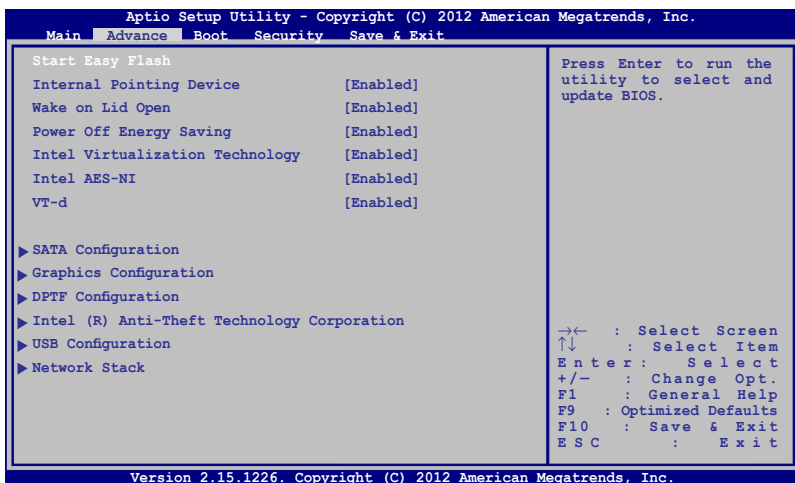 Aptio Setup Utility - Copyright (C) 2012 American Megatrends, Inc.
Main Advance Boot Security Save & Exit
Start Easy Flash
Internal Pointing Device [Enabled]
Wake on Lid Open [Enabled]
Power Off Energy Saving [Enabled]
Intel Virtualization Technology [Enabled]
Intel AES-NI [Enabled]
VT-d [Enabled]
SATA Configuration
Graphics Configuration
DPTF Configuration
Intel (R) Anti-Theft Technology Corporation
USB Configuration
Network Stack
Press Enter to run the
utility to select and
update BIOS.
→← : Select Screen
↑↓ : Select Item
Enter: Select
+/— : Change Opt.
F1 : General Help
F9 : Optimized Defaults
F10 : Save & Exit
ESC : Exit
Version 2.15.1226. Copyright (C) 2012 American Megatrends, Inc.